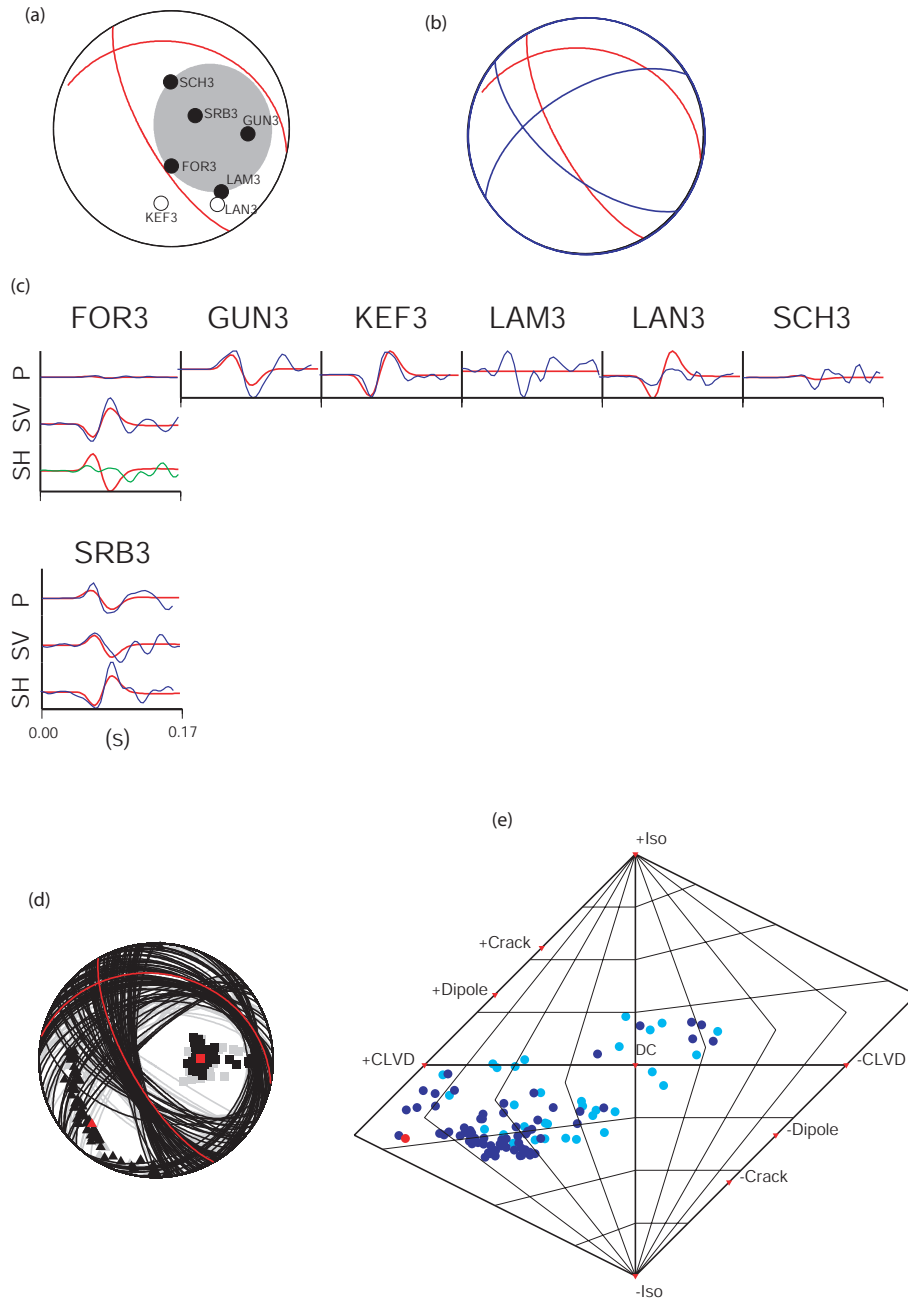 (a)
SCH3
SRB3
GUN3
FOR3
LAM3
KEF3
LAN3
(b)
(c)
FOR3 GUN3 KEF3 LAM3 LAN3 SCH3
P
SV
SH
SRB3
P
SV
SH
0.00 0.17
(s)
(d)
(e)
+Iso
+Crack
+Dipole
+CLVD
DC
-CLVD
-Dipole
-Crack
-Iso